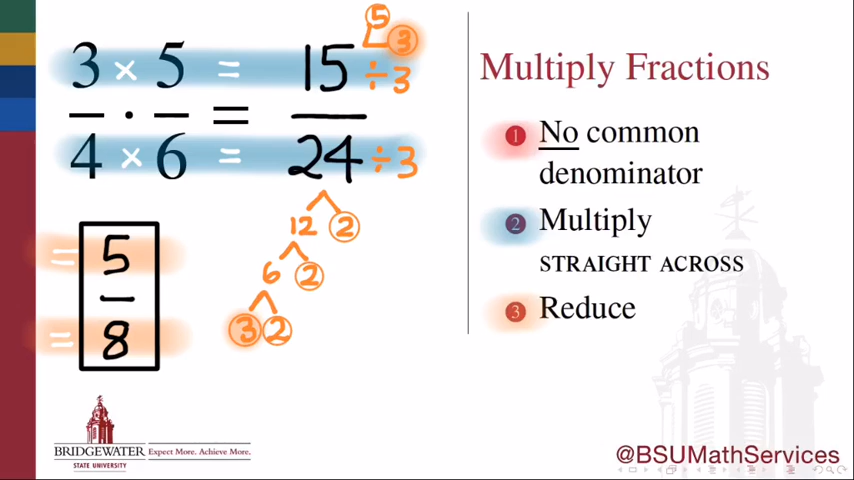 3 × 5 = 15 ÷3
4 × 6 = 24 ÷3
· =
5 3
12 2
6 2
3 2
= 5
= 8
Multiply Fractions
1 No common
denominator
2 Multiply
STRAIGHT ACROSS
3 Reduce
BRIDGEWATER
STATE UNIVERSITY
Expect More. Achieve More.
@BSUMathServices